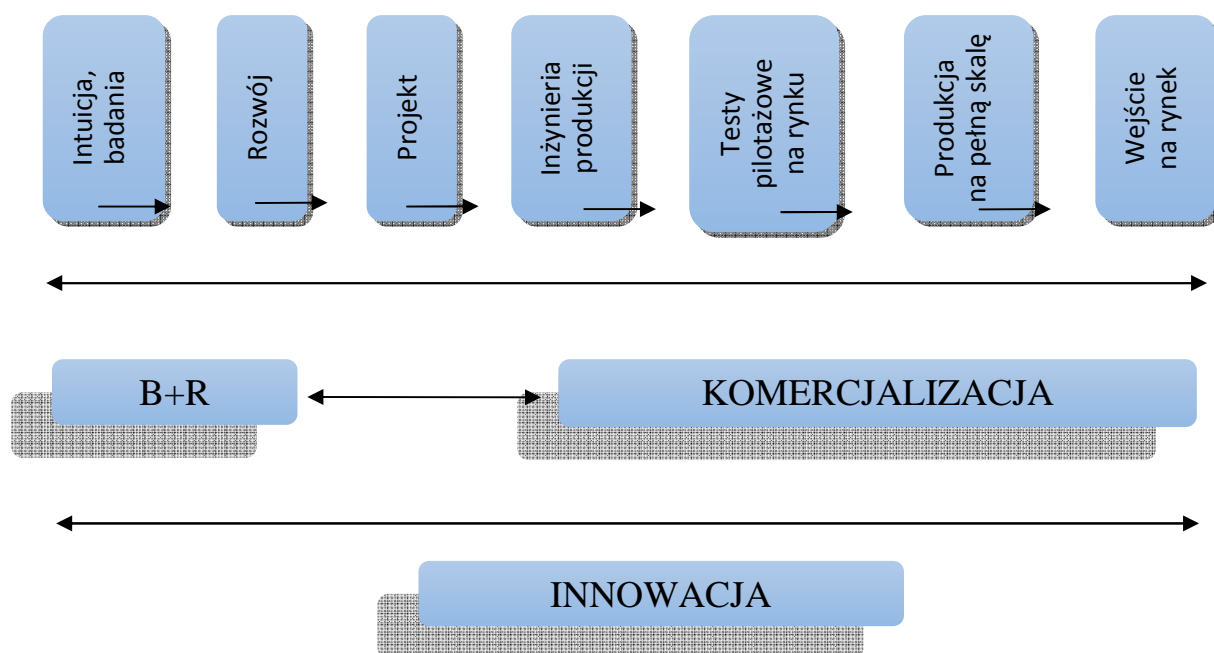 Intuicja,
badania
Rozwój
Projekt
Inżynieria
produkcji
Testy
pilotażowe
na rynku
Produkcja
na pełną skalę
Wejście
na rynek
B+R
KOMERCJALIZACJA
INNOWACJA